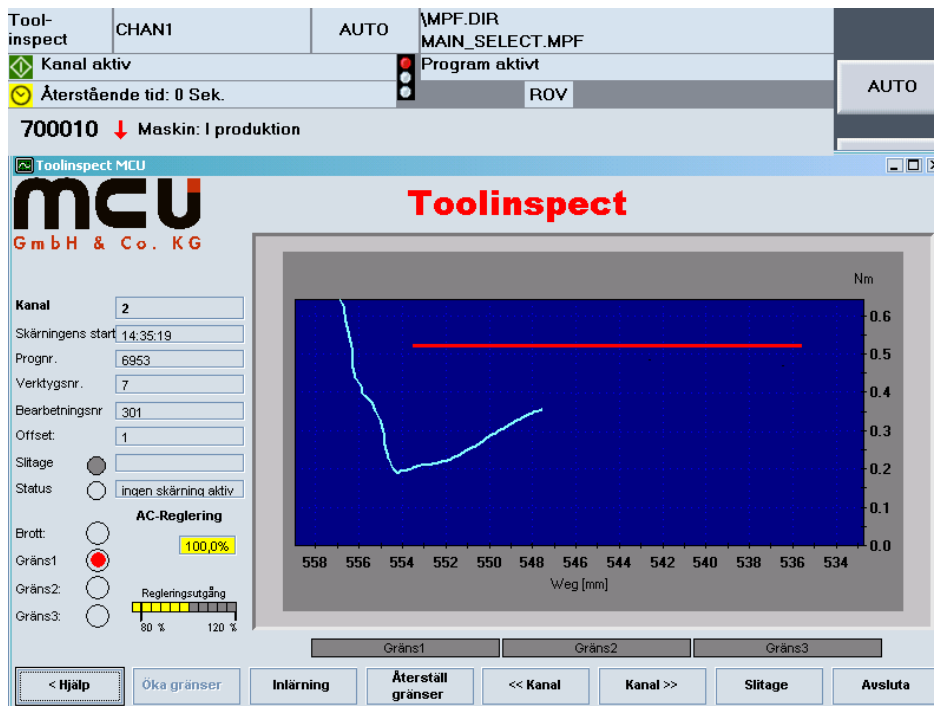 Tool-
inspect
CHAN1
AUTO
\MPF.DIR
MAIN_SELECT.MPF
Kanal aktiv
Program aktivt
Återstående tid: 0 Sek.
ROV
AUTO
700010 ↓ Maskin: I produktion
Toolinspect MCU
mcu
GmbH & Co. KG
Toolinspect
Nm
Kanal 2
Skärningens start 14:35:19
Prognr. 6953
Verktygsnr. 7
Bearbetningsnr 301
Offset: 1
Slitage
Status ingen skärning aktiv
AC-Reglering
Brott:
100,0%
Gräns1
Gräns2:
Regleringsutgång
Gräns3:
80 % 120 %
0.6
0.5
0.4
0.3
0.2
0.1
0.0
558 556 554 552 550 548 546 544 542 540 538 536 534
Weg [mm]
Gräns1 Gräns2 Gräns3
< Hjälp
Öka gränser
Inlärning
Återställ
gränser
<< Kanal
Kanal >>
Slitage
Avsluta